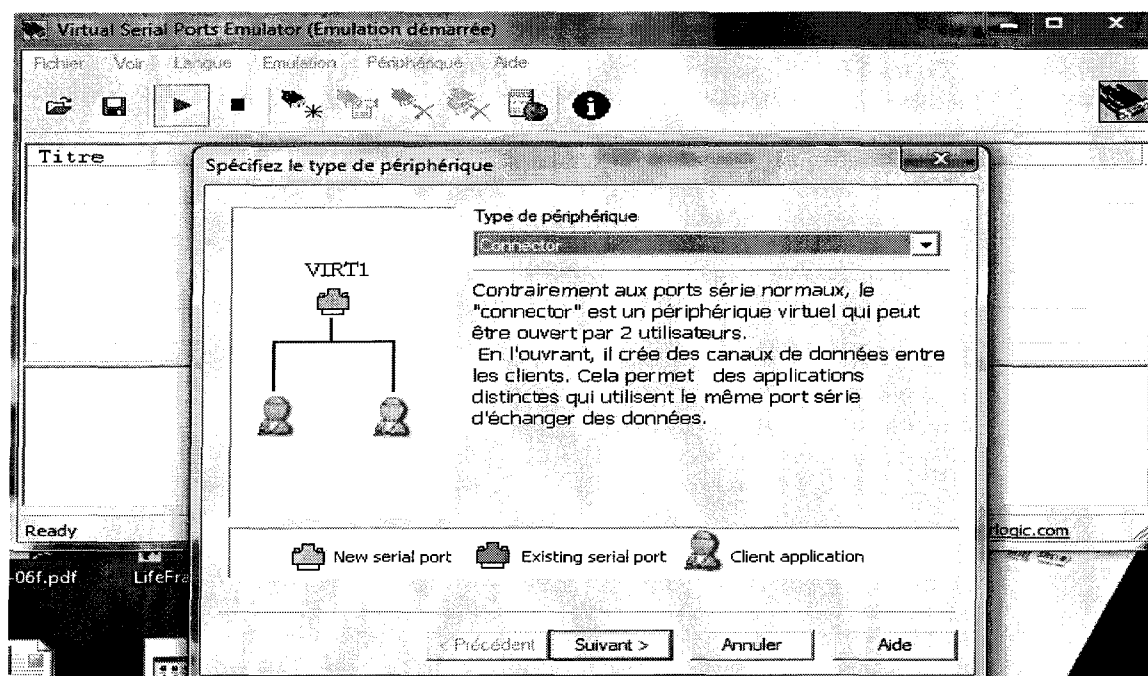 Virtual Serial Ports Emulator (Emulation démarrée)
Fichier Voir Langue Emulation Périphérique Aide
Titre
Spécifiez le type de périphérique
Type de périphérique
Connector
VIRT1
Contrairement aux ports série normaux, le
"connector" est un périphérique virtuel qui peut
être ouvert par 2 utilisateurs.
En l'ouvrant, il crée des canaux de données entre
les clients. Cela permet des applications
distinctes qui utilisent le même port série
d'échanger des données.
Ready
rlogic.com
New serial port Existing serial port Client application
-06f.pdf LifeFra
< Précédent Suivant > Annuler Aide